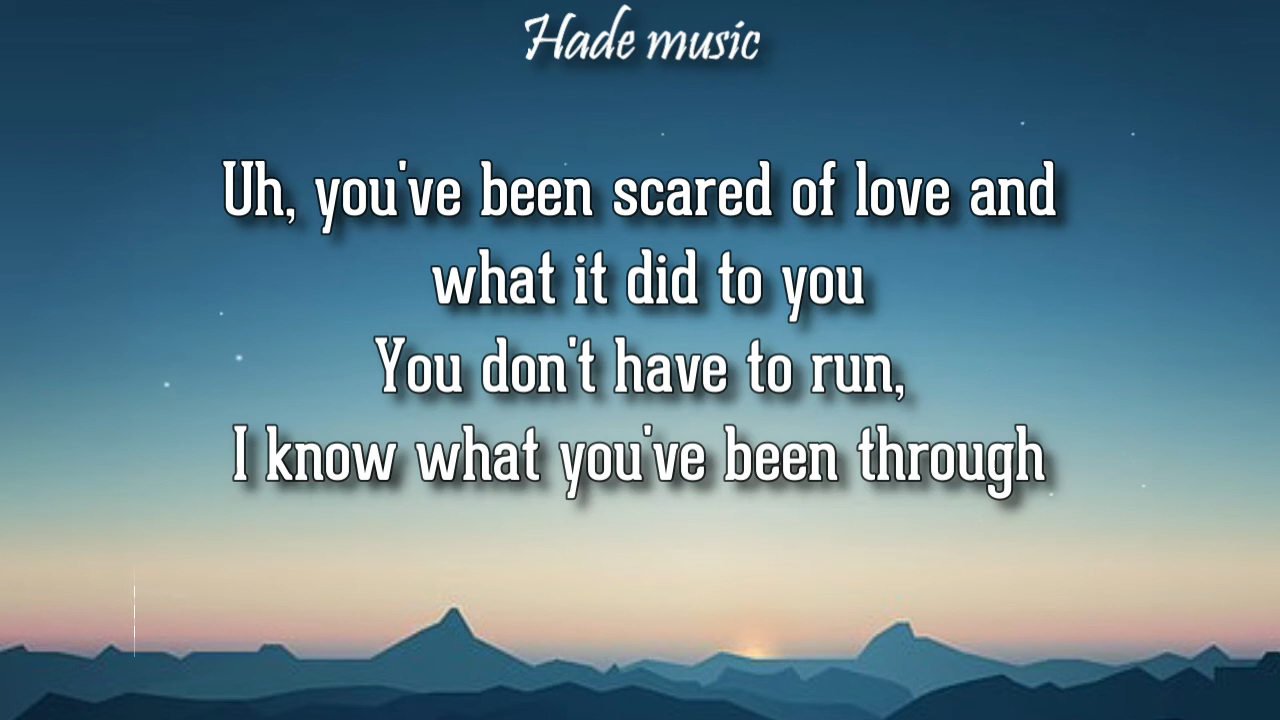 Hade music
Uh, you've been scared of love and
what it did to you
You don't have to run,
I know what you've been through